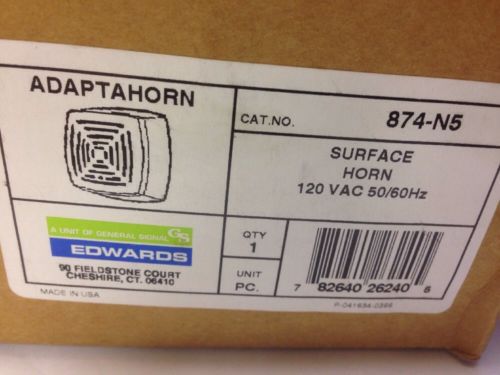 ADAPTAHORN
CAT.NO. 874-N5
SURFACE
HORN
120 VAC 50/60Hz
A UNIT OF GENERAL SIGNAL GS
EDWARDS
90 FIELDSTONE COURT
CHESHIRE, CT. 06410
MADE IN USA
QTY
1
UNIT
PC.
7 82640 26240 8